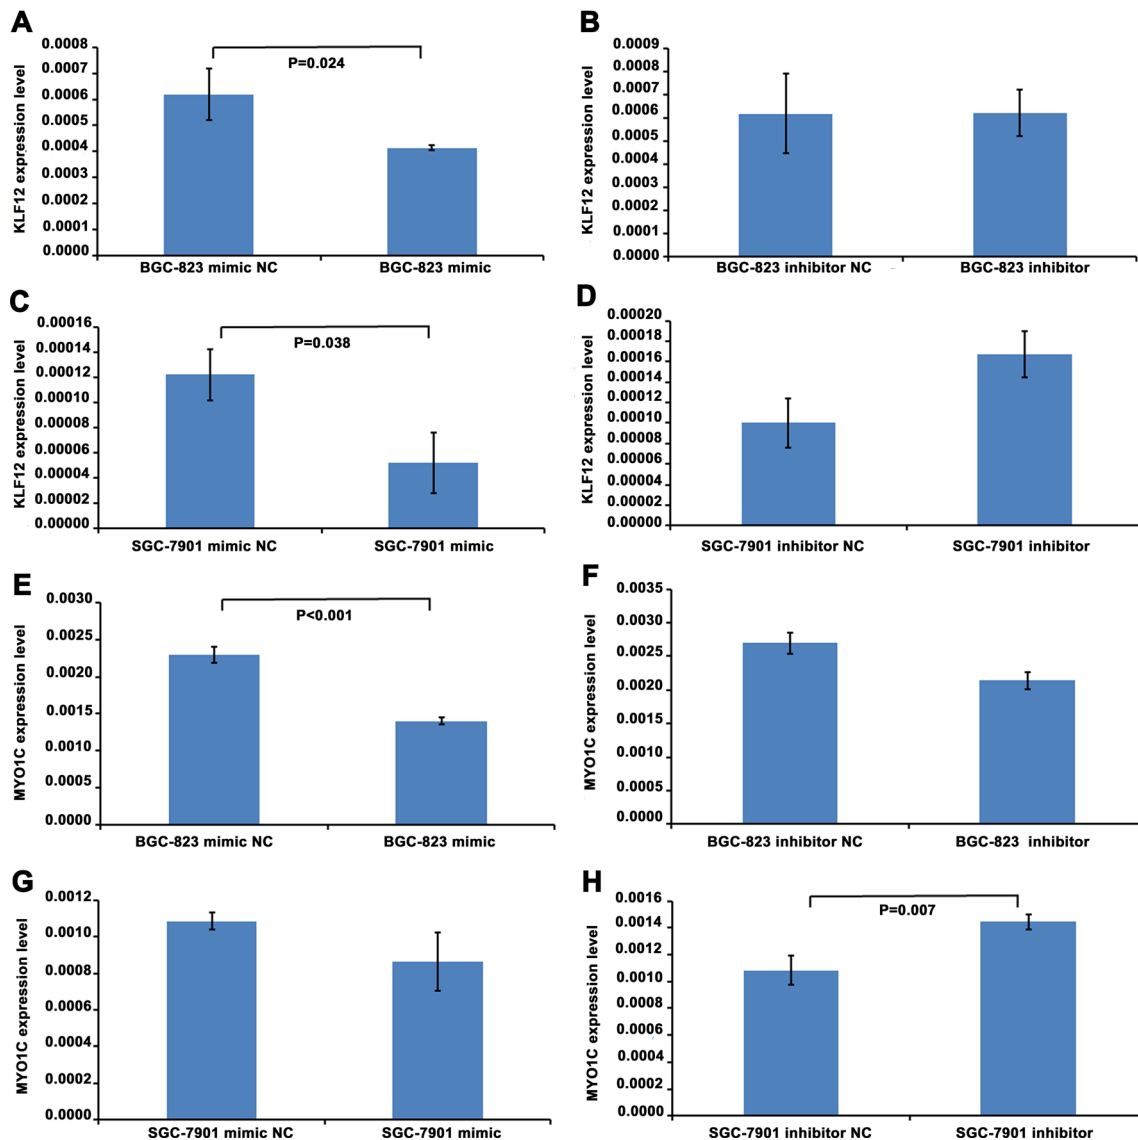 A
KLF12 expression level
0.0008
0.0007
0.0006
0.0005
0.0004
0.0003
0.0002
0.0001
0.0000
P=0.024
BGC-823 mimic NC
BGC-823 mimic
B
KLF12 expression level
0.0009
0.0008
0.0007
0.0006
0.0005
0.0004
0.0003
0.0002
0.0001
0.0000
BGC-823 inhibitor NC
BGC-823 inhibitor
C
KLF12 expression level
0.00016
0.00014
0.00012
0.00010
0.00008
0.00006
0.00004
0.00002
0.00000
P=0.038
SGC-7901 mimic NC
SGC-7901 mimic
D
KLF12 expression level
0.00020
0.00018
0.00016
0.00014
0.00012
0.00010
0.00008
0.00006
0.00004
0.00002
0.00000
SGC-7901 inhibitor NC
SGC-7901 inhibitor
E
MYO1C expression level
0.0030
0.0025
0.0020
0.0015
0.0010
0.0005
0.0000
P<0.001
BGC-823 mimic NC
BGC-823 mimic
F
MYO1C expression level
0.0035
0.0030
0.0025
0.0020
0.0015
0.0010
0.0005
0.0000
BGC-823 inhibitor NC
BGC-823 inhibitor
G
MYO1C expression level
0.0012
0.0010
0.0008
0.0006
0.0004
0.0002
0.0000
SGC-7901 mimic NC
SGC-7901 mimic
H
MYO1C expression level
0.0016
0.0014
0.0012
0.0010
0.0008
0.0006
0.0004
0.0002
0.0000
P=0.007
SGC-7901 inhibitor NC
SGC-7901 inhibitor